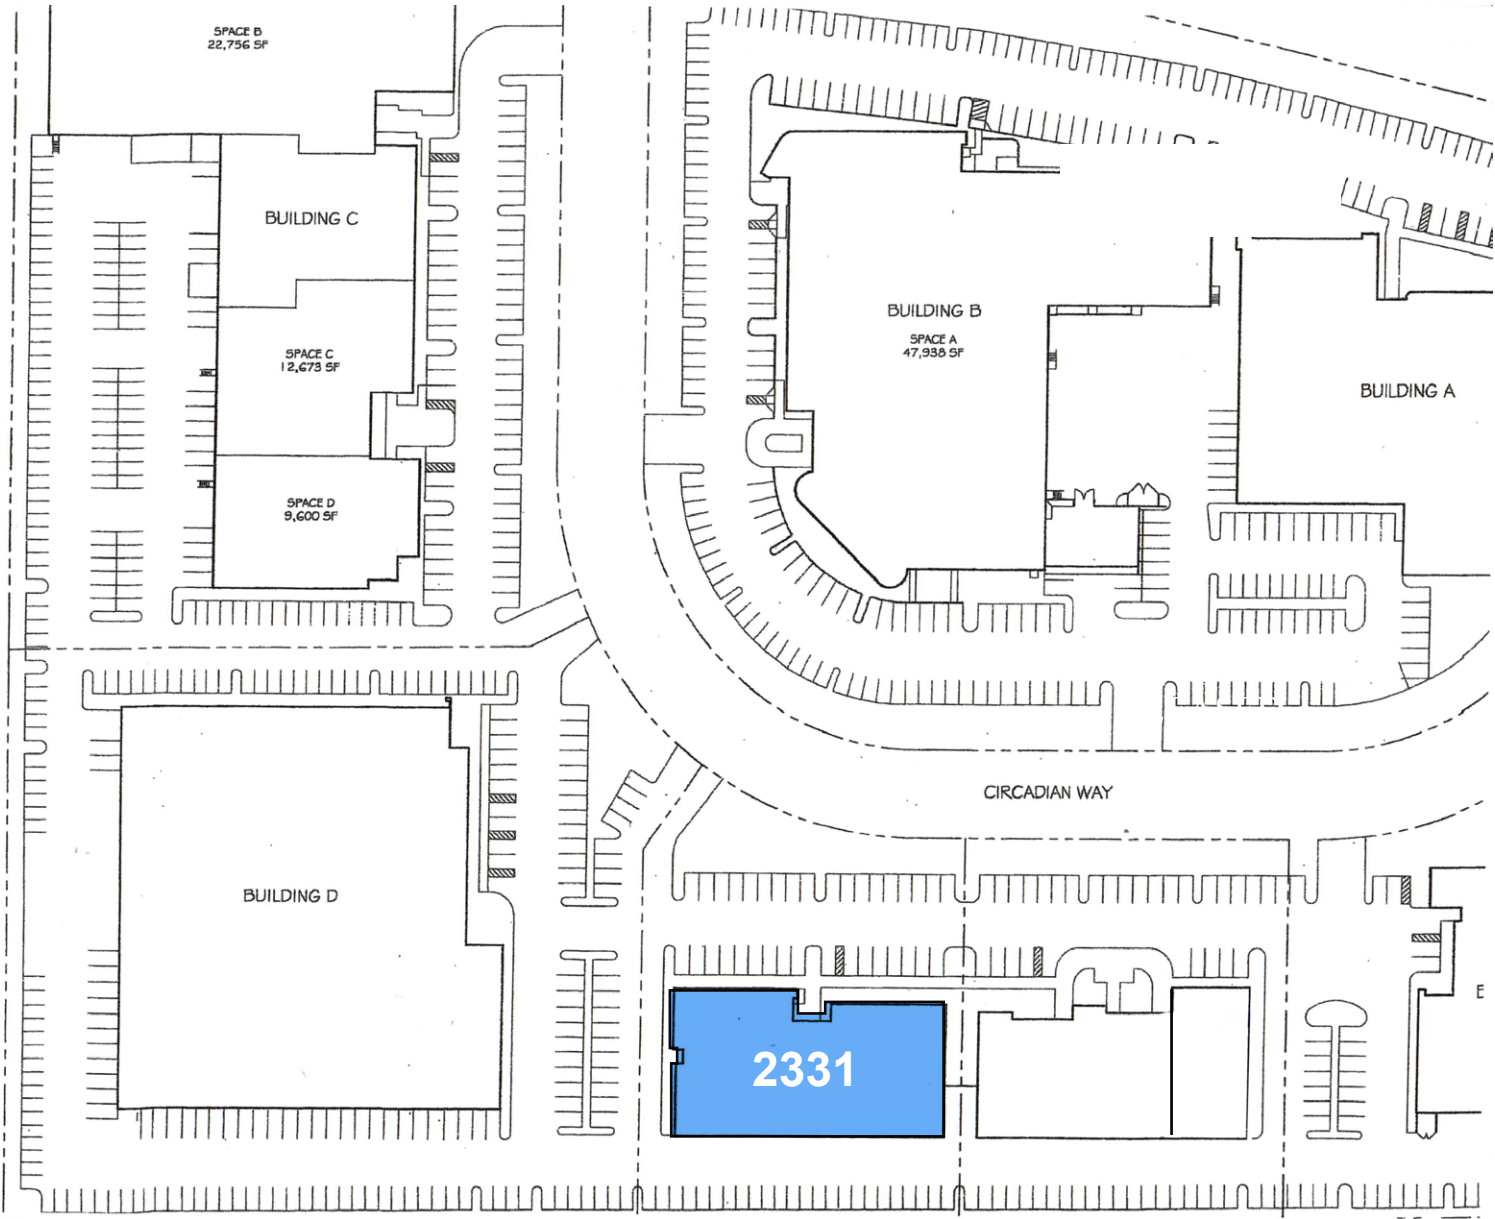 SPACE B
22,756 SF
BUILDING C
BUILDING B
SPACE A
47,938 SF
SPACE C
12,673 SF
BUILDING A
SPACE D
9,600 SF
CIRCADIAN WAY
BUILDING D
E
2331